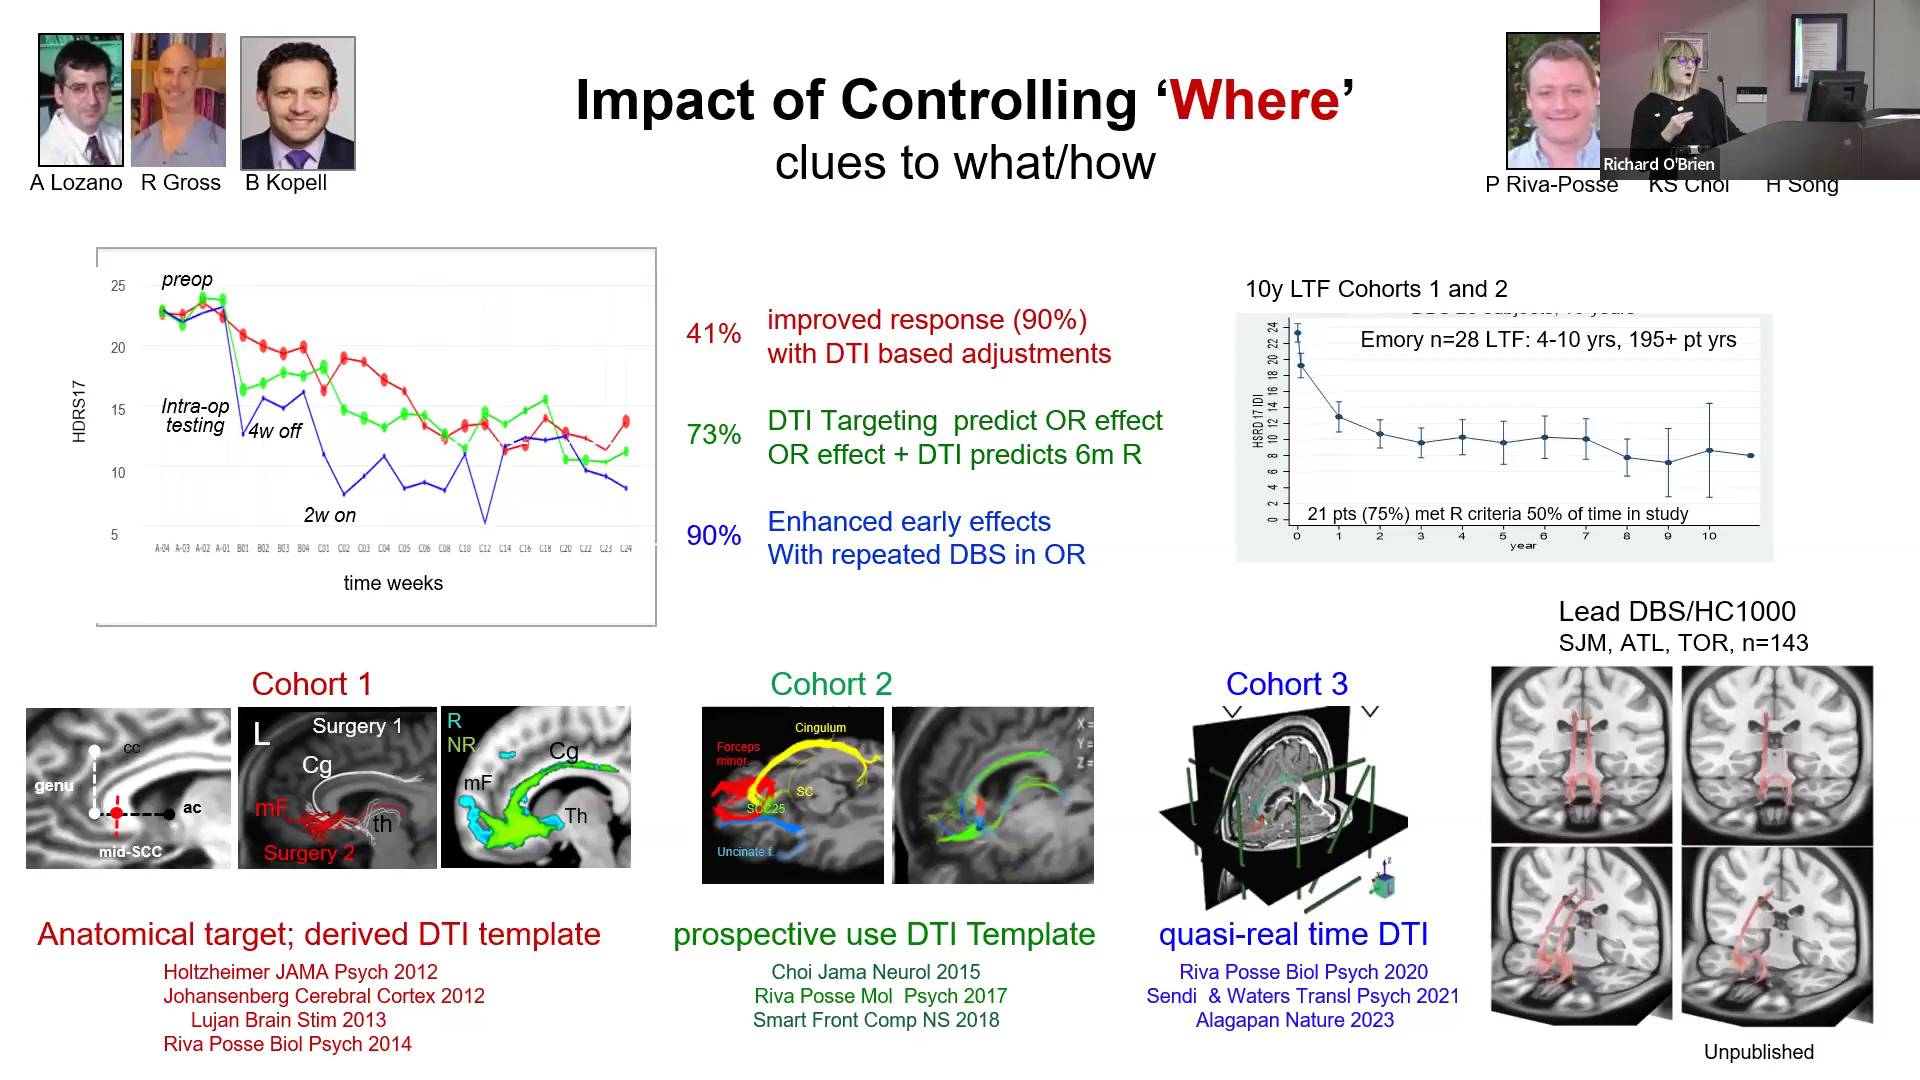 Impact of Controlling ‘Where’
clues to what/how
A Lozano
R Gross
B Kopell
Richard O'Brien
P Riva-Posse
KS Choi
H Song
preop
Intra-op
testing
4w off
2w on
HDRS17
25
20
15
10
5
A-04 A-03 A-02 A-01 B01 B02 B03 B04 C01 C02 C03 C04 C05 C06 C08 C10 C12 C14 C16 C18 C20 C22 C23 C24
time weeks
41%
improved response (90%)
with DTI based adjustments
73%
DTI Targeting predict OR effect
OR effect + DTI predicts 6m R
90%
Enhanced early effects
With repeated DBS in OR
10y LTF Cohorts 1 and 2
Emory n=28 LTF: 4-10 yrs, 195+ pt yrs
HSRD 17 IDI
24
22
20
18
16
14
12
10
8
6
4
2
0
21 pts (75%) met R criteria 50% of time in study
0 1 2 3 4 5 6 7 8 9 10
year
Lead DBS/HC1000
SJM, ATL, TOR, n=143
Unpublished
Cohort 1
cc
genu
ac
mid-SCC
L
Surgery 1
Cg
mF
th
Surgery 2
R
NR
Cg
mF
Th
Anatomical target; derived DTI template
Holtzheimer JAMA Psych 2012
Johansenberg Cerebral Cortex 2012
Lujan Brain Stim 2013
Riva Posse Biol Psych 2014
Cohort 2
Cingulum
Forceps
minor
SC
SCC25
Uncinate f.
X =
Y =
Z =
prospective use DTI Template
Choi Jama Neurol 2015
Riva Posse Mol Psych 2017
Smart Front Comp NS 2018
Cohort 3
quasi-real time DTI
Riva Posse Biol Psych 2020
Sendi & Waters Transl Psych 2021
Alagapan Nature 2023